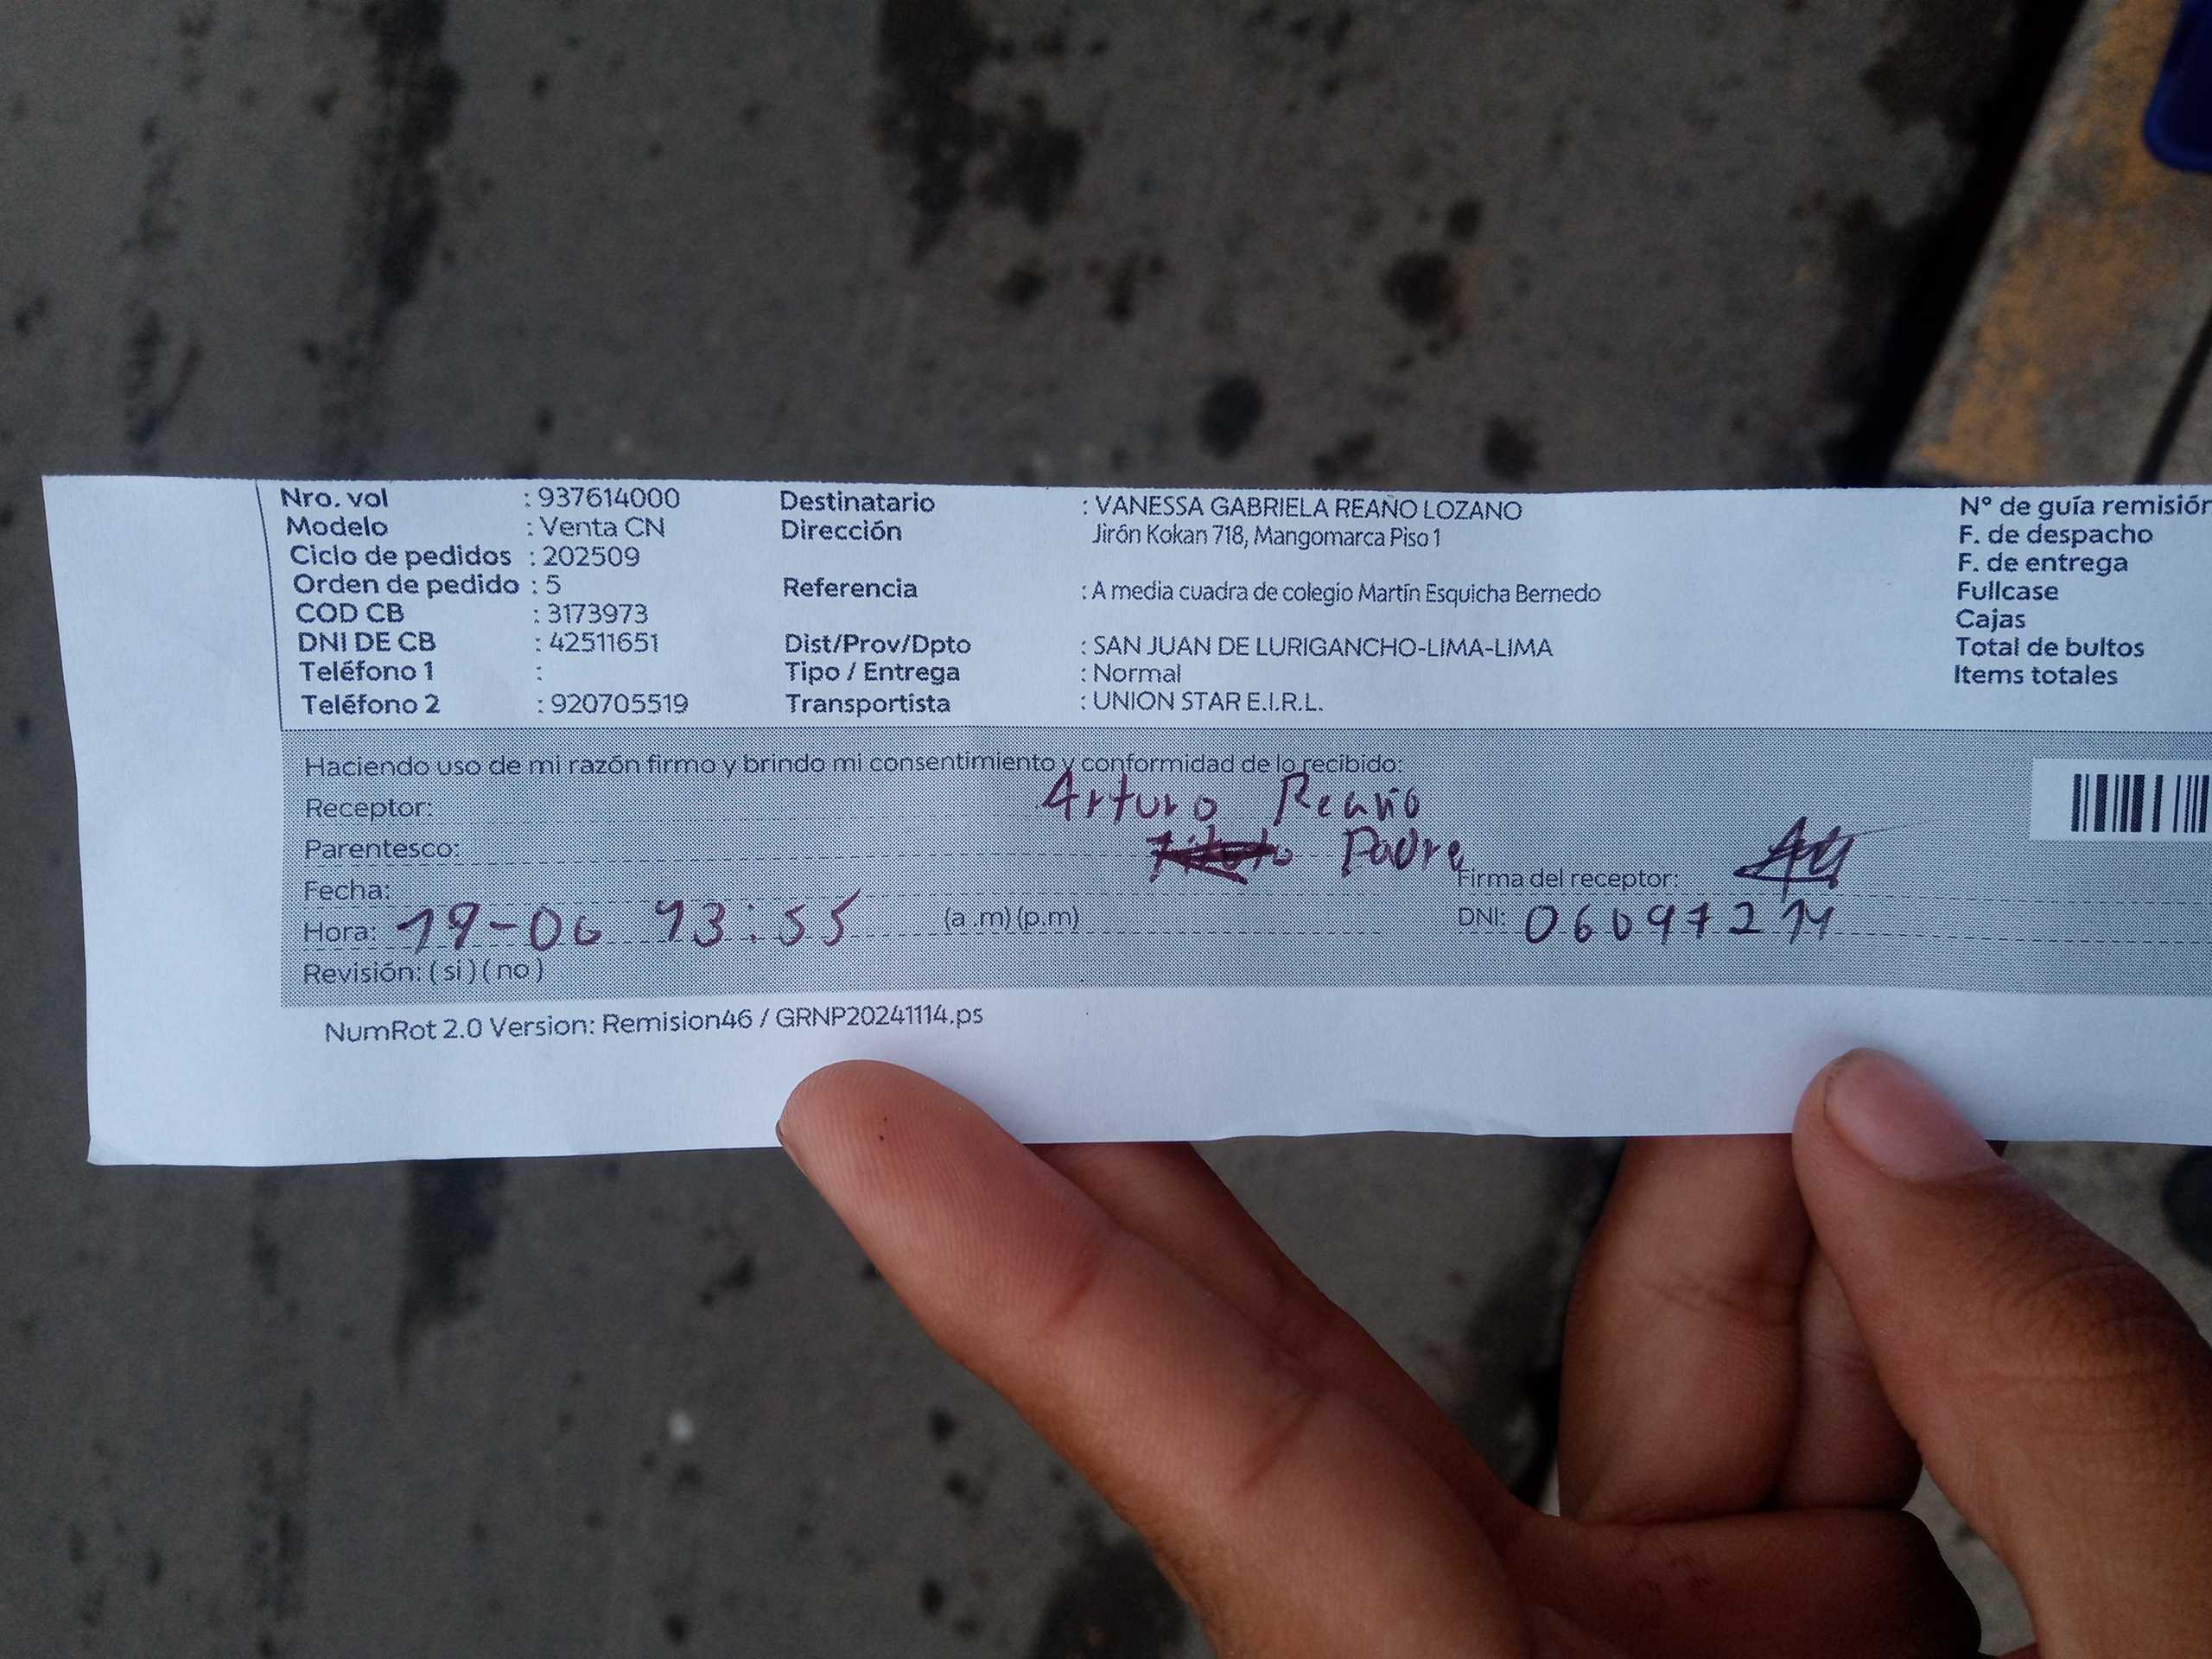 Nro. vol : 937614000 Destinatario : VANESSA GABRIELA REAÑO LOZANO Nº de guía remisión
Modelo : Venta CN Dirección Jirón Kokan 718, Mangomarca Piso 1 F. de despacho
Ciclo de pedidos : 202509 F. de entrega
Orden de pedido : 5 Referencia : A media cuadra de colegio Martín Esquicha Bernedo Fullcase
COD CB : 3173973 Cajas
DNI DE CB : 42511651 Dist/Prov/Dpto : SAN JUAN DE LURIGANCHO-LIMA-LIMA Total de bultos
Teléfono 1 : Tipo / Entrega : Normal Items totales
Teléfono 2 : 920705519 Transportista : UNION STAR E.I.R.L.
Haciendo uso de mi razón firmo y brindo mi consentimiento y conformidad de lo recibido:
Receptor: Arturo Reaño
Parentesco: Padre
Fecha: Firma del receptor:
Hora: 19-06 13:55 (a.m) (p.m) DNI: 06097214
Revisión: (si) (no)
NumRot 2.0 Version: Remision46 / GRNP20241114.ps